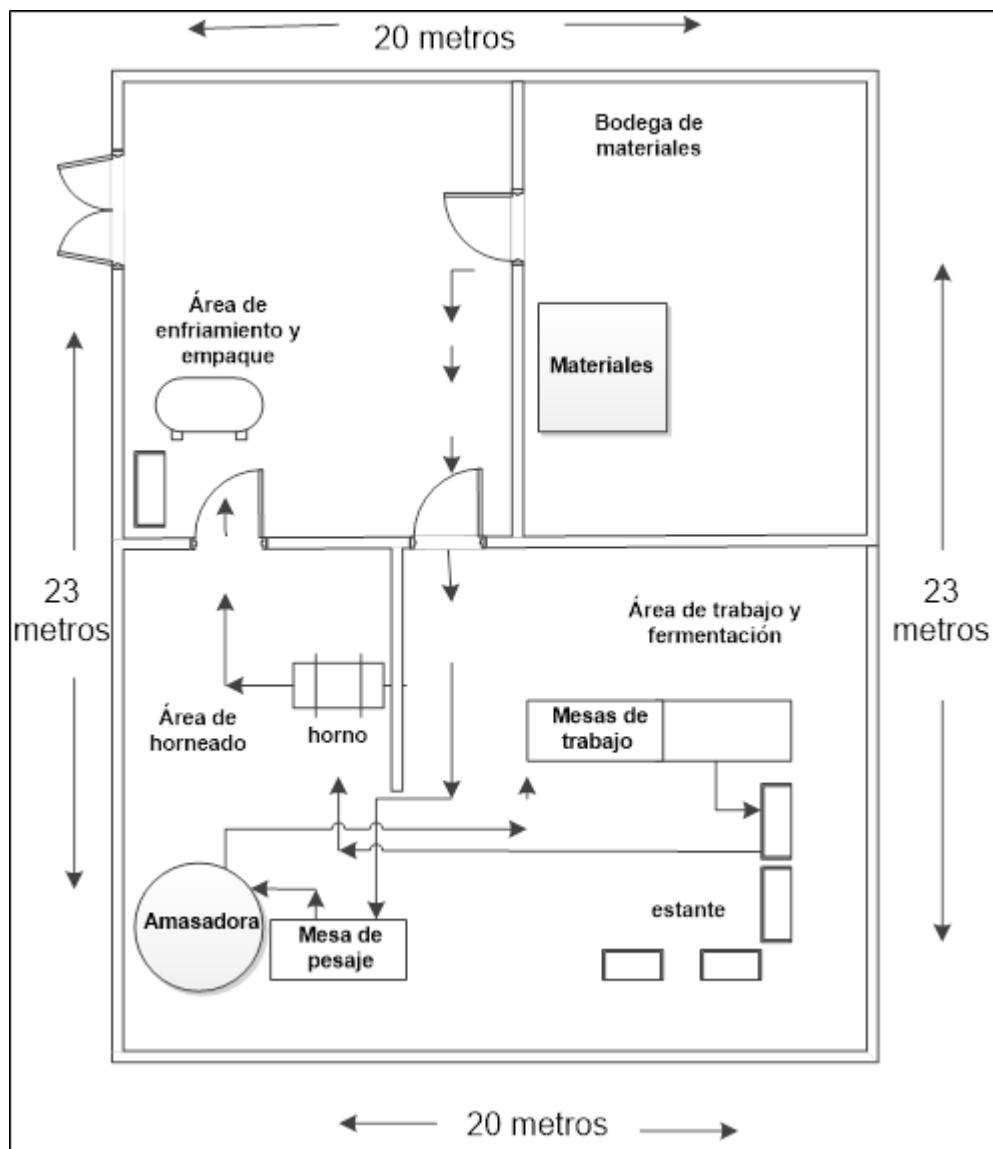 20 metros
Bodega de
materiales
Área de
enfriamiento y
empaque
Materiales
23
metros
23
metros
Área de trabajo y
fermentación
Mesas de
trabajo
Área de
horneado
horno
Amasadora
Mesa de
pesaje
estante
20 metros